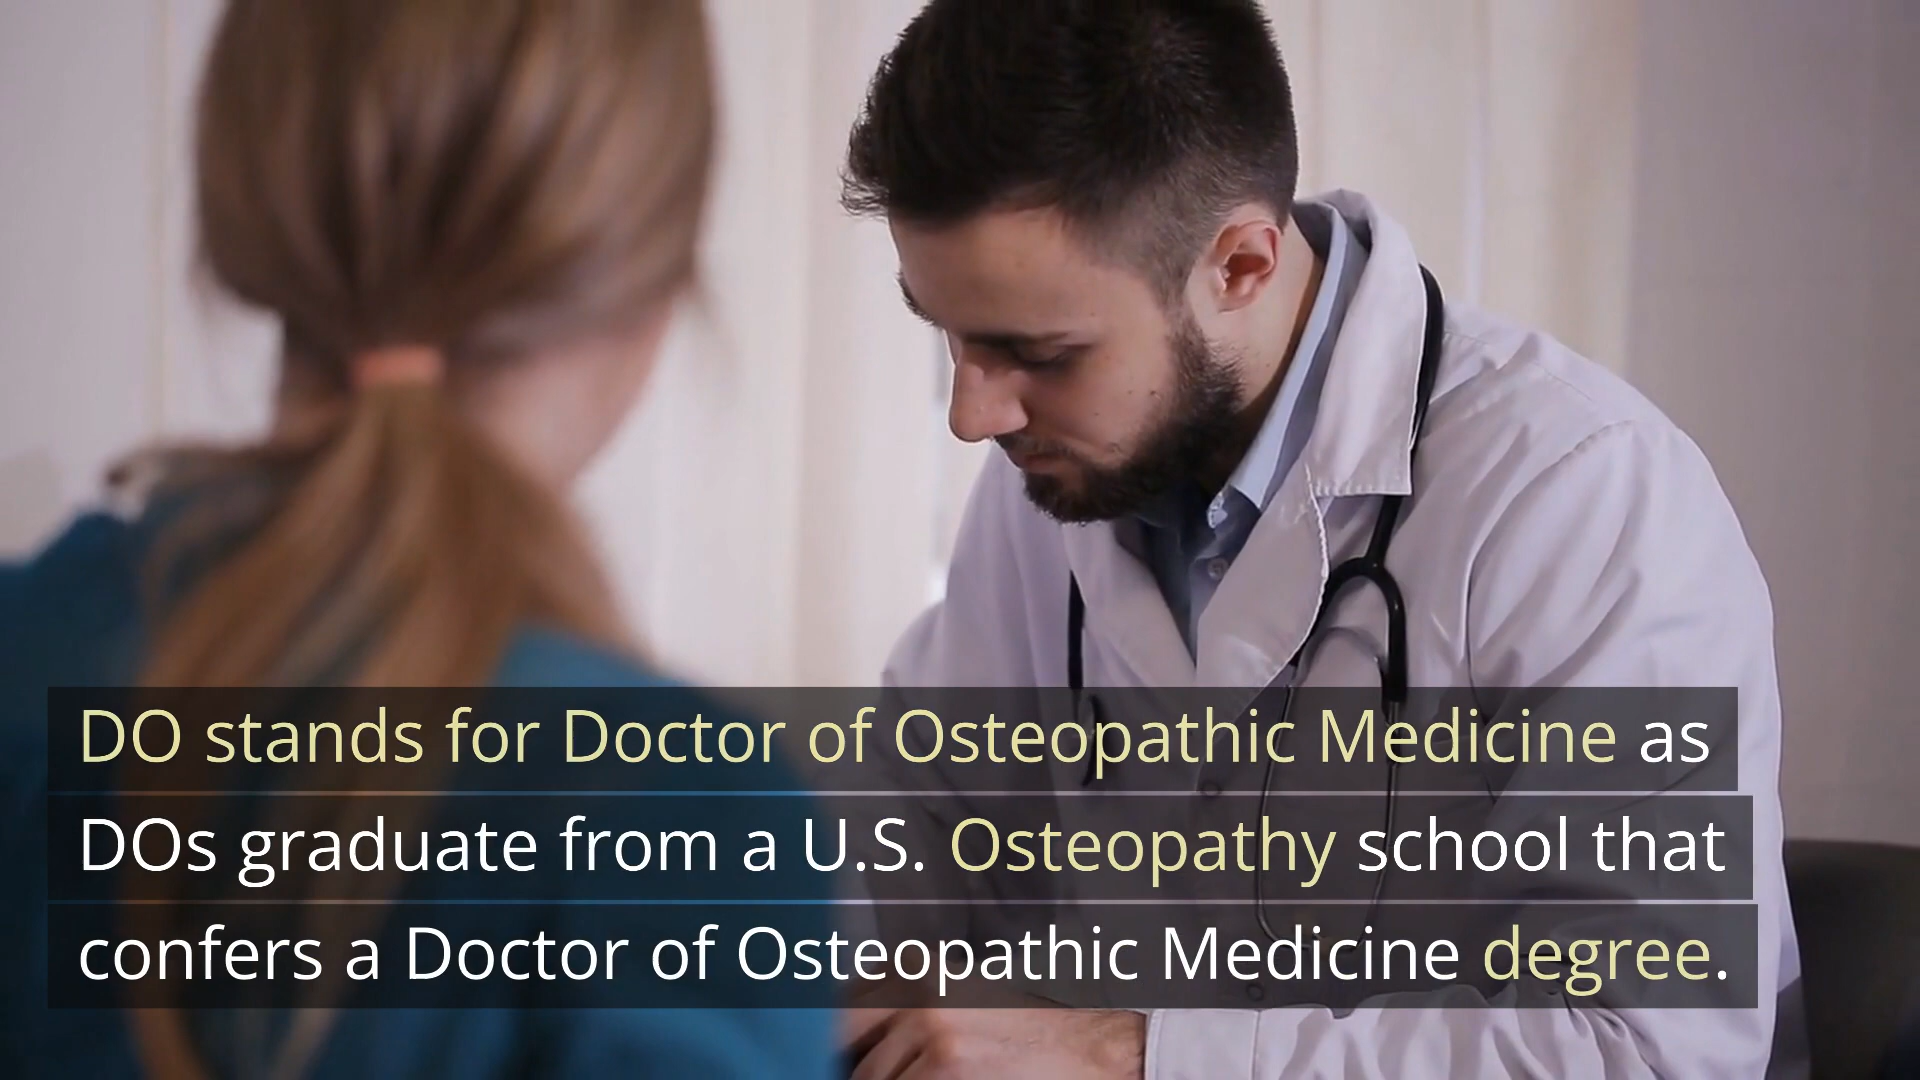 DO stands for Doctor of Osteopathic Medicine as
DOs graduate from a U.S. Osteopathy school that
confers a Doctor of Osteopathic Medicine degree.